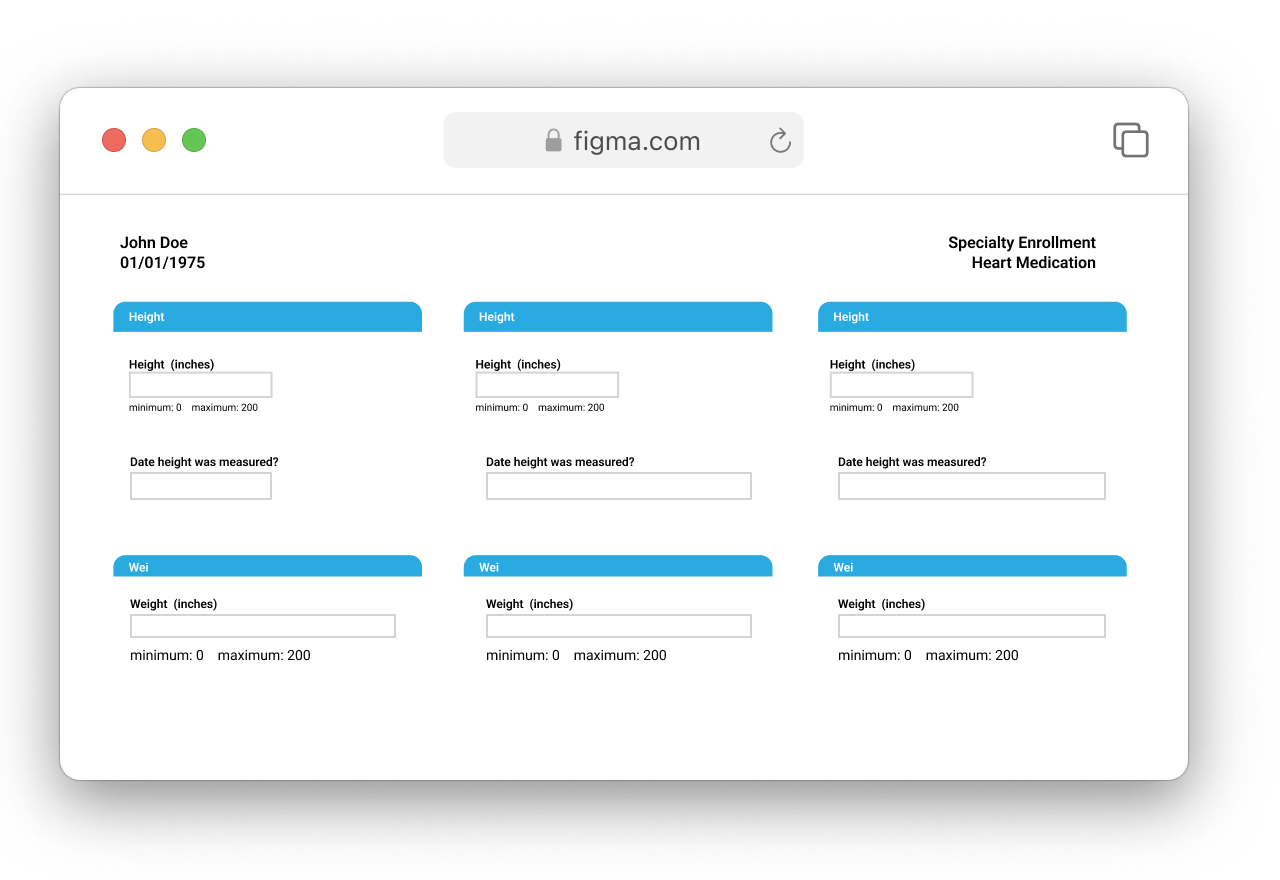 figma.com
John Doe
01/01/1975
Specialty Enrollment
Heart Medication
Height
Height
Height
Height (inches)
Height (inches)
Height (inches)
minimum: 0 maximum: 200
minimum: 0 maximum: 200
minimum: 0 maximum: 200
Date height was measured?
Date height was measured?
Date height was measured?
Wei
Wei
Wei
Weight (inches)
Weight (inches)
Weight (inches)
minimum: 0 maximum: 200
minimum: 0 maximum: 200
minimum: 0 maximum: 200